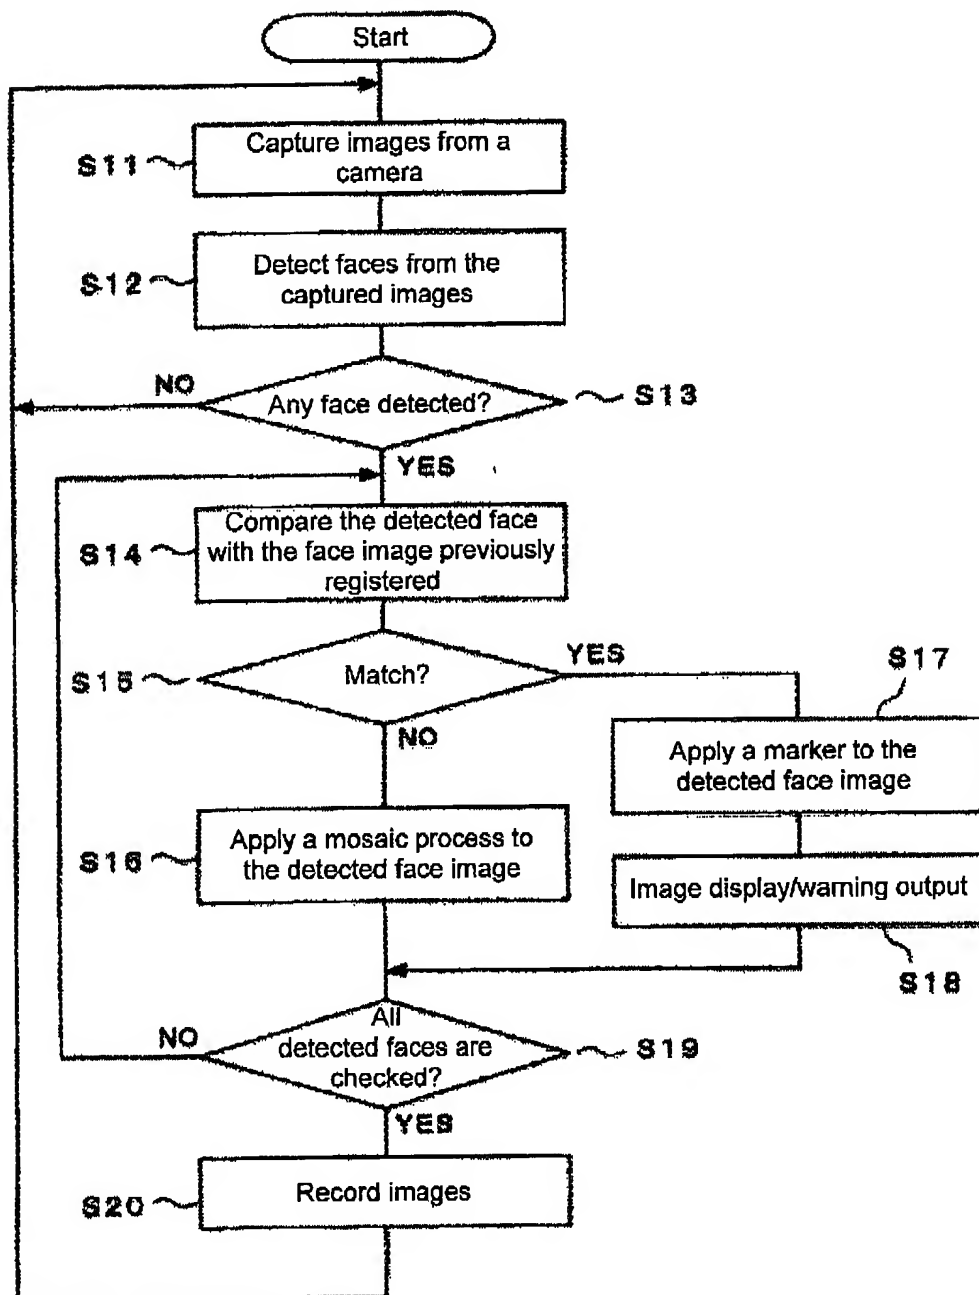 Start
S11
Capture images from a
camera
S12
Detect faces from the
captured images
NO
Any face detected?
S13
YES
S14
Compare the detected face
with the face image previously
registered
S15
Match?
YES
S17
NO
Apply a marker to the
detected face image
S16
Apply a mosaic process to
the detected face image
Image display/warning output
S18
NO
All
detected faces are
checked?
S19
YES
S20
Record images